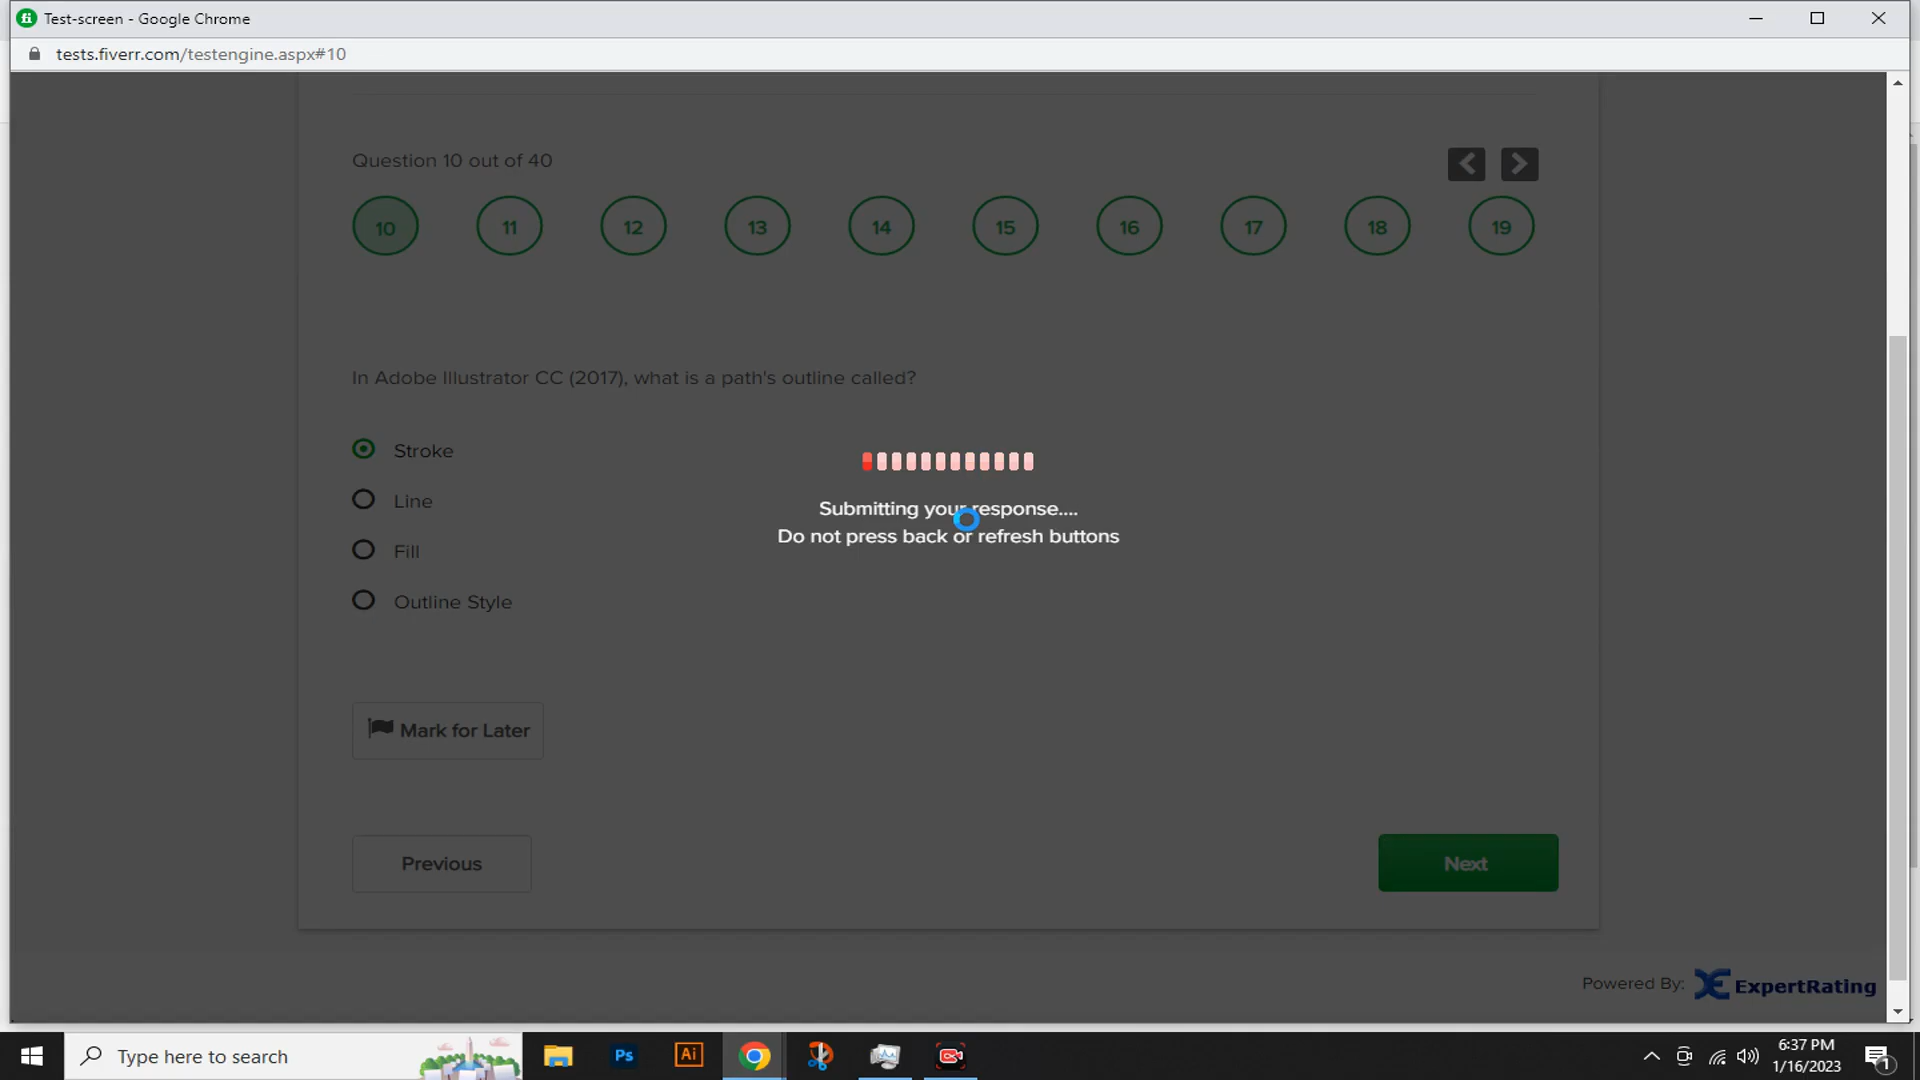 Test-screen - Google Chrome
tests.fiverr.com/testengine.aspx#10
Question 10 out of 40
10 11 12 13 14 15 16 17 18 19
In Adobe Illustrator CC (2017), what is a path's outline called?
Stroke
Line
Fill
Outline Style
Submitting your response....
Do not press back or refresh buttons
Mark for Later
Previous
Next
Powered By: ExpertRating
Type here to search
Ps
Ai
6:37 PM
1/16/2023
1